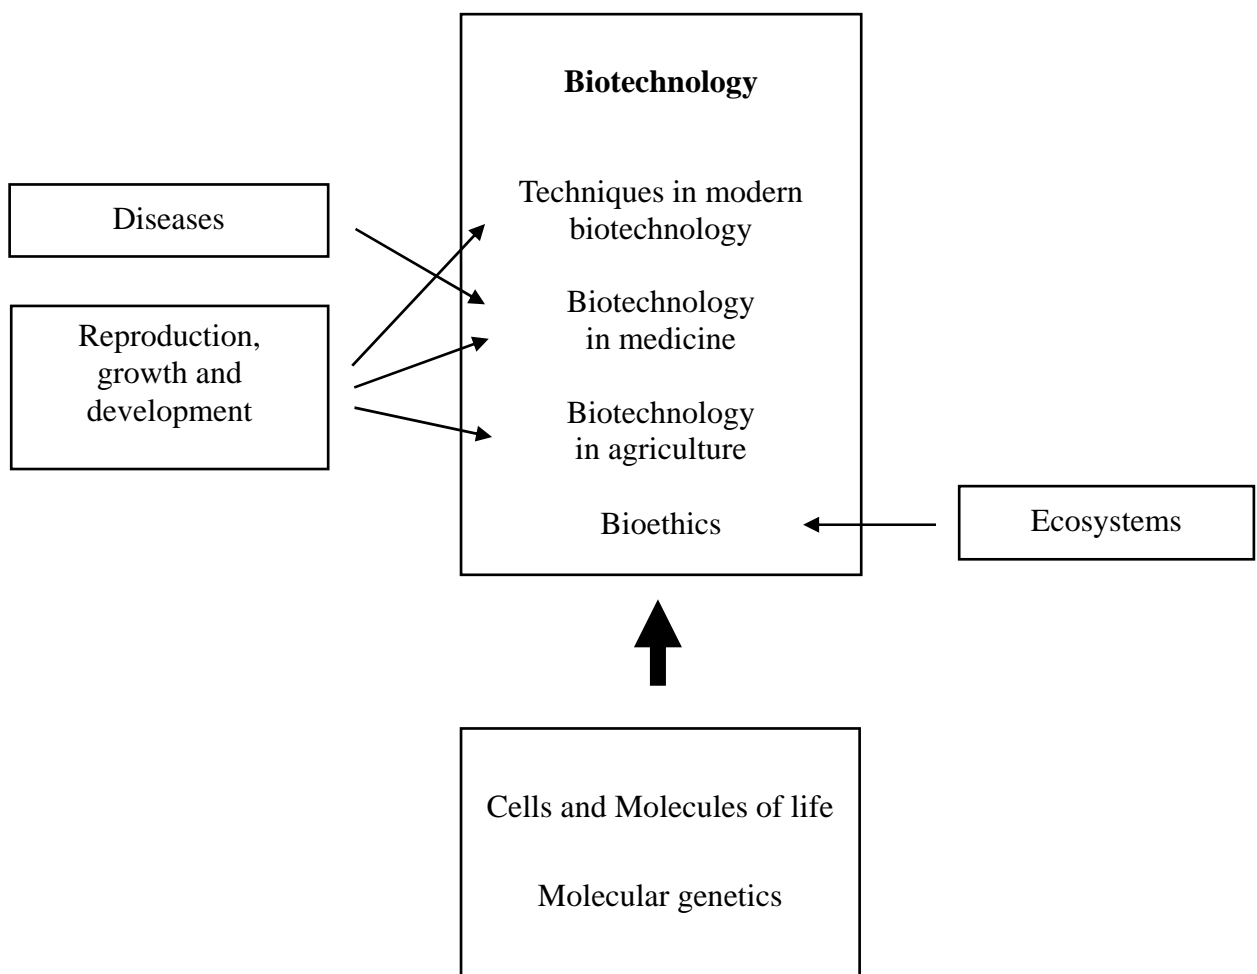 Biotechnology
Techniques in modern
biotechnology
Diseases
Biotechnology
in medicine
Reproduction,
growth and
development
Biotechnology
in agriculture
Bioethics
Ecosystems
Cells and Molecules of life
Molecular genetics